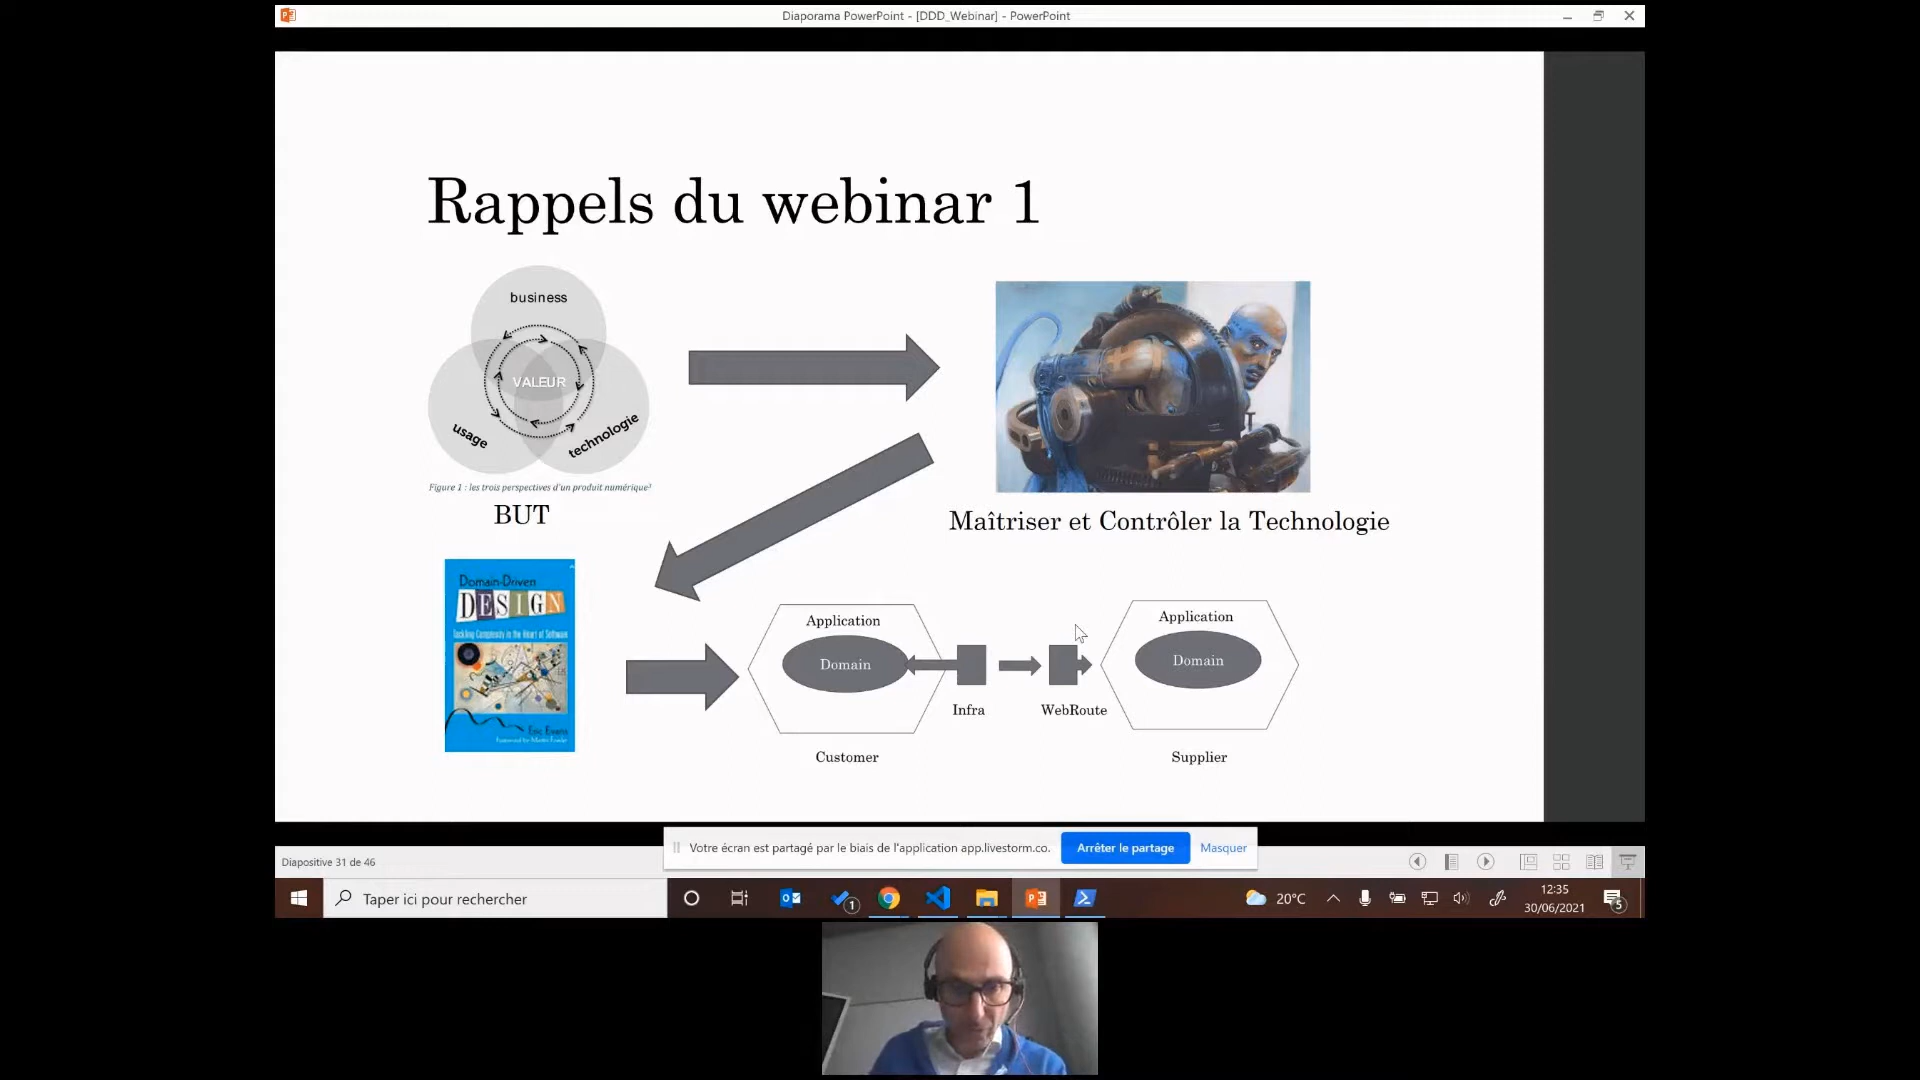 Diaporama PowerPoint - [DDD_Webinar] - PowerPoint
Rappels du webinar 1
business
VALEUR
usage
technologie
Figure 1 : les trois perspectives d'un produit numérique²
BUT
Maîtriser et Contrôler la Technologie
Domain-Driven
DESIGN
Tackling Complexity in the Heart of Software
Eric Evans
Foreword by Martin Fowler
Application
Domain
Infra
Customer
WebRoute
Application
Domain
Supplier
Votre écran est partagé par le biais de l'application app.livestorm.co.
Arrêter le partage
Masquer
Diapositive 31 de 46
Taper ici pour rechercher
1
20°C
12:35
30/06/2021
5